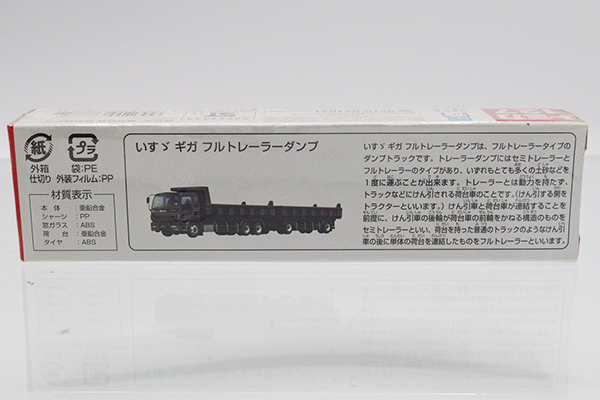 紙
外箱
仕切り
プラ
袋:PE
外装フィルム:PP
材質表示
本体:亜鉛合金
シャーシ:PP
窓ガラス:ABS
荷台:亜鉛合金
タイヤ:ABS
いすゞ ギガ フルトレーラーダンプ
いすゞ ギガ フルトレーラーダンプは、フルトレーラータイプの
ダンプトラックです。トレーラーダンプにはセミトレーラーと
フルトレーラーのタイプがあり、いずれもとても多くの土砂などを
1度に運ぶことが出来ます。トレーラーとは動力を持たず、
トラックなどにけん引される荷台車のことです。(けん引する側を
トラクターといいます。)けん引車と荷台車が連結することを
前提に、けん引車の後輪が荷台車の前輪をかねる構造のものを
セミトレーラーといい、荷台を持った普通のトラックのようなけん引
車の後に単体の荷台を連結したものをフルトレーラーといいます。